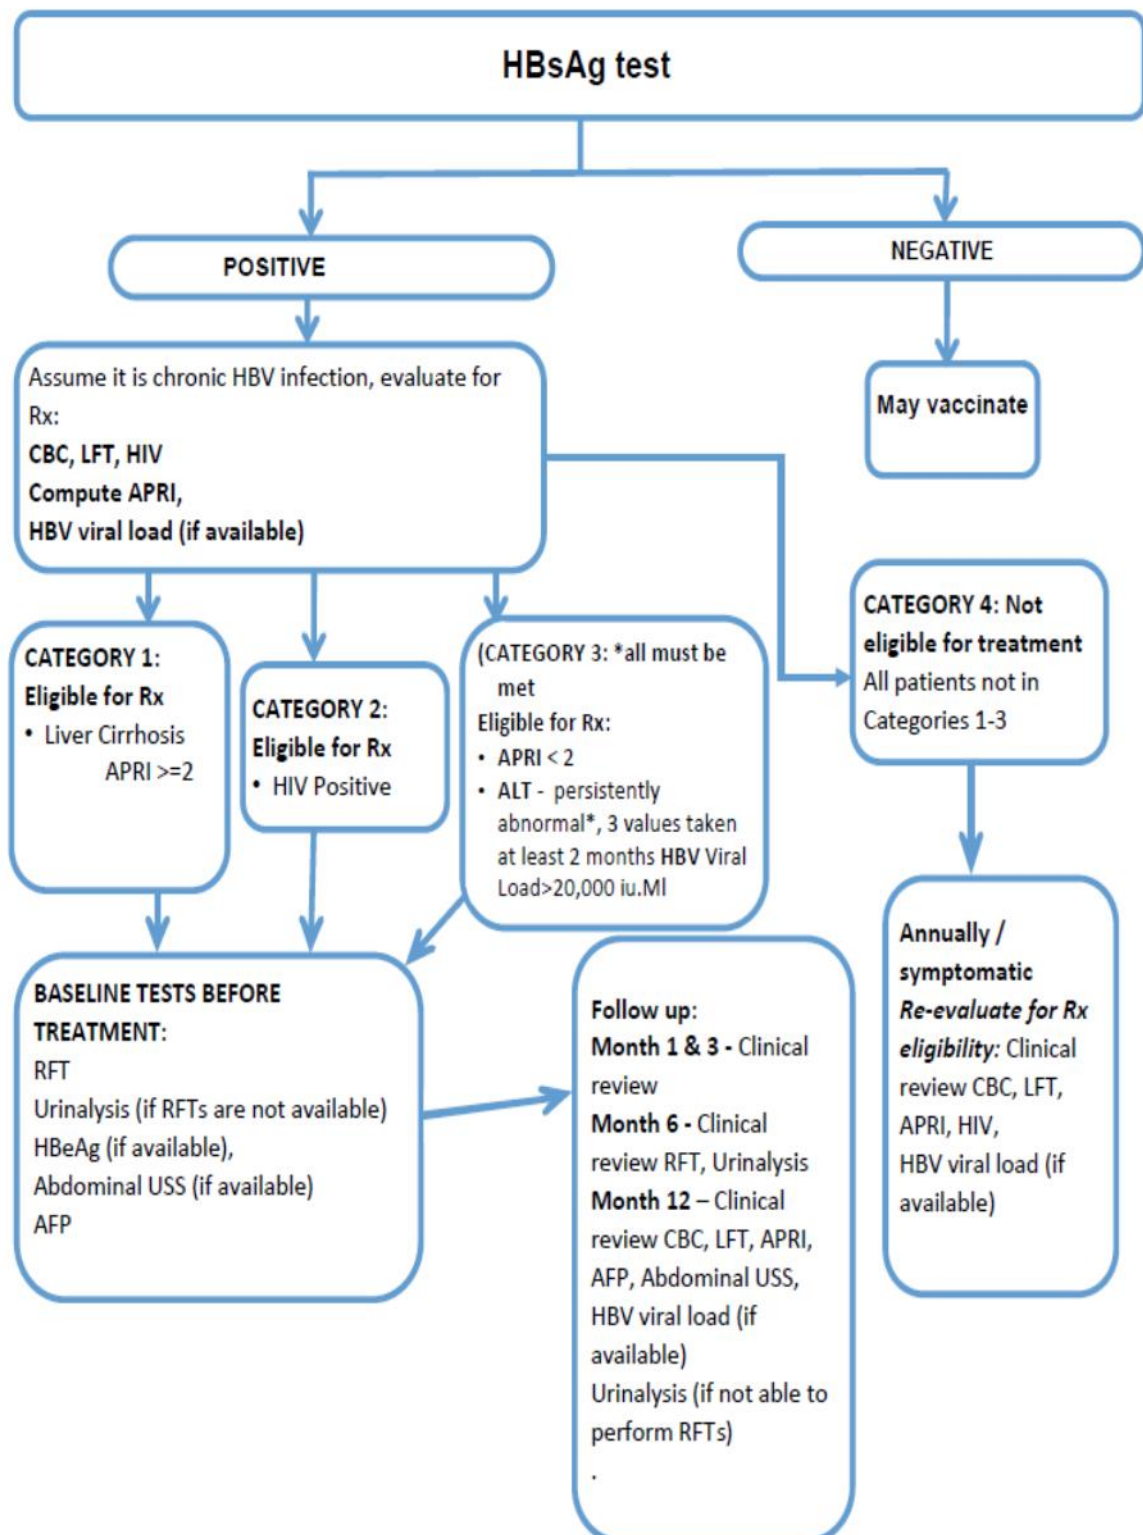 HBsAg test
POSITIVE
NEGATIVE
Assume it is chronic HBV infection, evaluate for
Rx:
CBC, LFT, HIV
Compute APRI,
HBV viral load (if available)
May vaccinate
CATEGORY 1:
Eligible for Rx
• Liver Cirrhosis
APRI >=2
CATEGORY 2:
Eligible for Rx
• HIV Positive
(CATEGORY 3: *all must be
met
Eligible for Rx:
• APRI < 2
• ALT - persistently
abnormal*, 3 values taken
at least 2 months HBV Viral
Load>20,000 iu.Ml
CATEGORY 4: Not
eligible for treatment
All patients not in
Categories 1-3
BASELINE TESTS BEFORE
TREATMENT:
RFT
Urinalysis (if RFTs are not available)
HBeAg (if available),
Abdominal USS (if available)
AFP
Follow up:
Month 1 & 3 - Clinical
review
Month 6 - Clinical
review RFT, Urinalysis
Month 12 – Clinical
review CBC, LFT, APRI,
AFP, Abdominal USS,
HBV viral load (if
available)
Urinalysis (if not able to
perform RFTs)
.
Annually /
symptomatic
Re-evaluate for Rx
eligibility: Clinical
review CBC, LFT,
APRI, HIV,
HBV viral load (if
available)